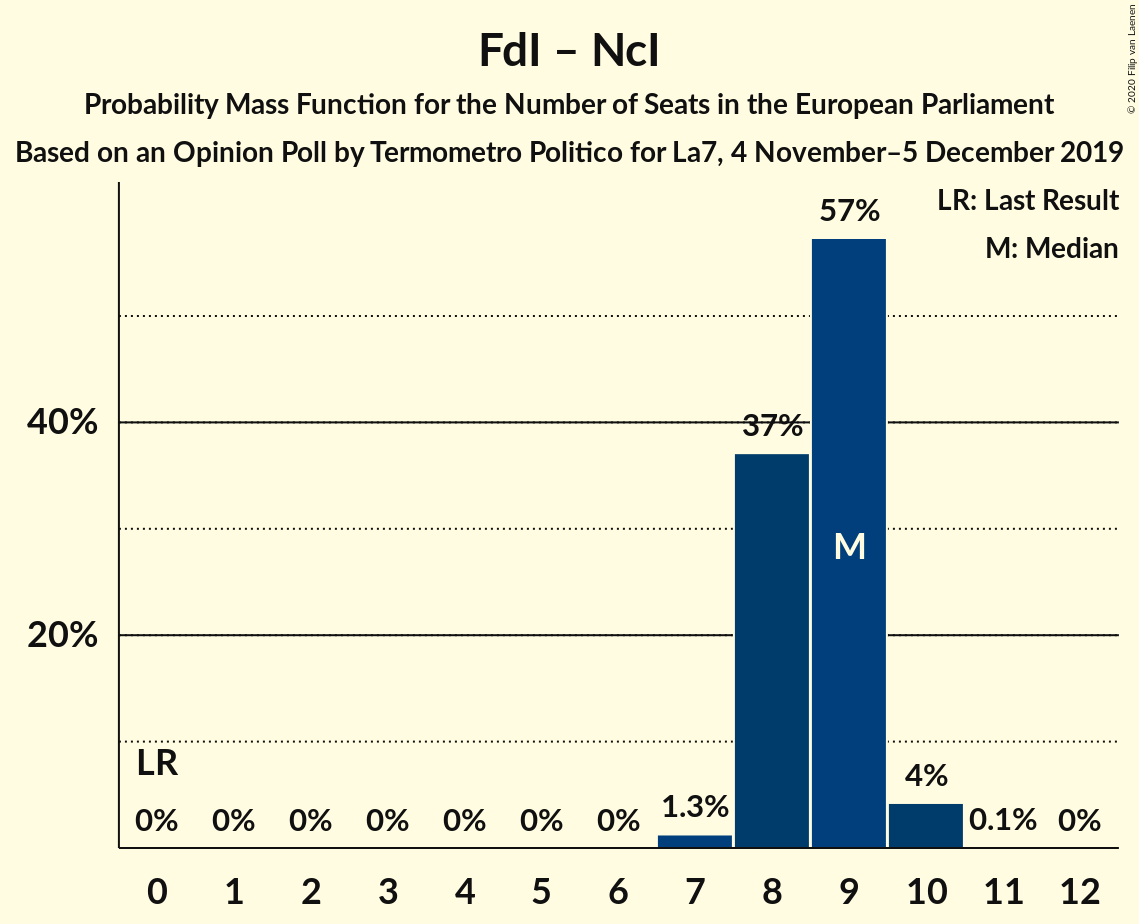 FdI – NcI
Probability Mass Function for the Number of Seats in the European Parliament
Based on an Opinion Poll by Termometro Politico for La7, 4 November–5 December 2019
© 2020 Filip van Laenen
LR: Last Result
M: Median
57%
40%
37%
M
20%
LR
0% 0% 0% 0% 0% 0% 0% 1.3% 4% 0.1% 0%
0 1 2 3 4 5 6 7 8 9 10 11 12